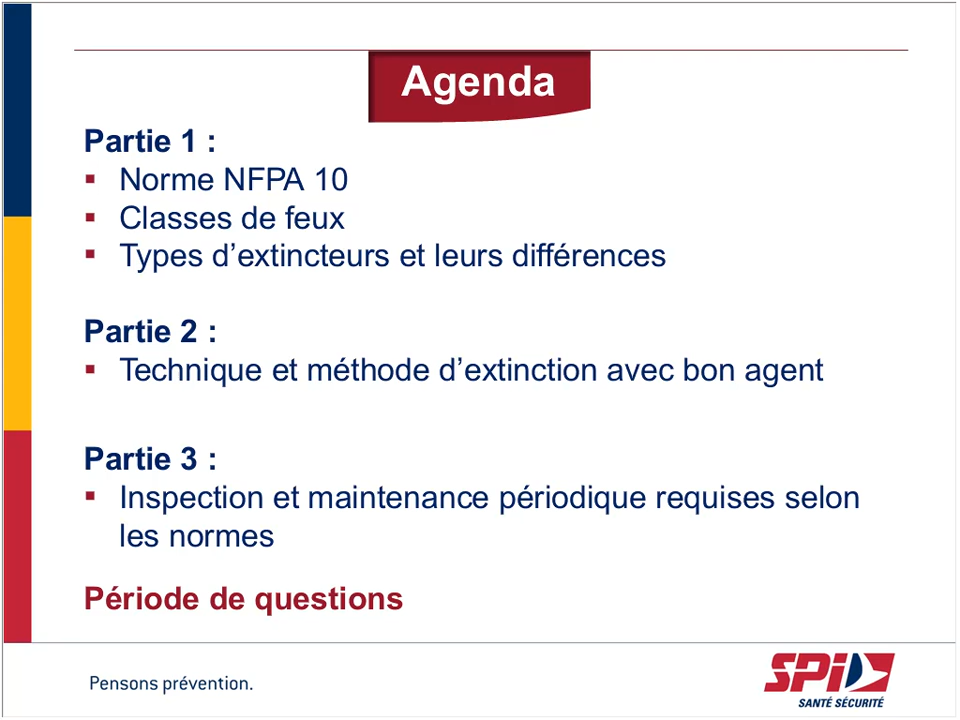 Agenda
Partie 1 :
▪ Norme NFPA 10
▪ Classes de feux
▪ Types d’extincteurs et leurs différences
Partie 2 :
▪ Technique et méthode d’extinction avec bon agent
Partie 3 :
▪ Inspection et maintenance périodique requises selon
les normes
Période de questions
Pensons prévention.
SPI
SANTÉ SÉCURITÉ